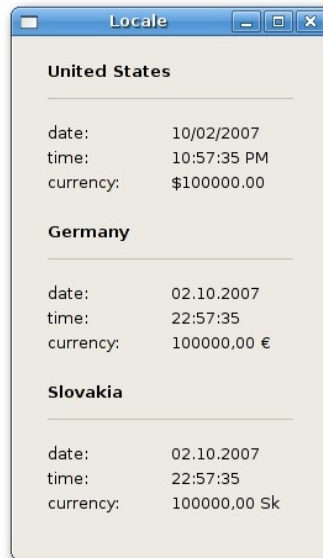 Locale
United States
date: 10/02/2007
time: 10:57:35 PM
currency: $100000.00
Germany
date: 02.10.2007
time: 22:57:35
currency: 100000,00 €
Slovakia
date: 02.10.2007
time: 22:57:35
currency: 100000,00 Sk